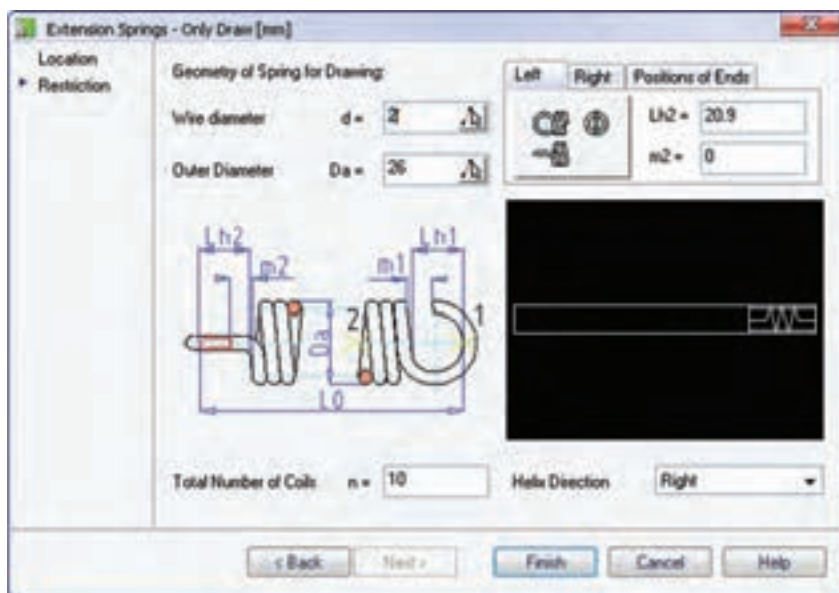 Extension Springs - Only Draw [mm]
Location
Restriction
Geometry of Spring for Drawing:
Wire diameter d = 2
Outer Diameter Da = 26
Left Right Positions of Ends
Lh2 = 20.9
m2 = 0
Lh2 Lh1
m2 m1
Da 2 1
L0
Total Number of Coils n = 10
Helix Direction Right
< Back Next > Finish Cancel Help